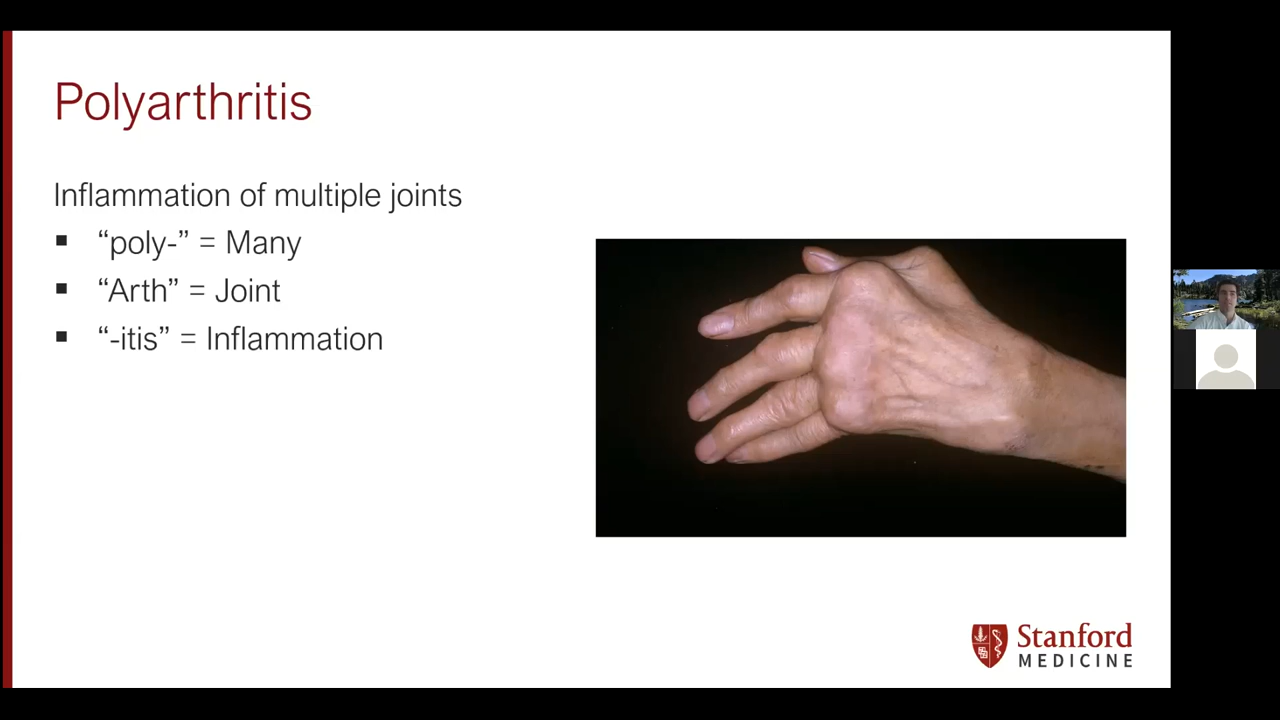 Polyarthritis
Inflammation of multiple joints
▪ “poly-” = Many
▪ “Arth” = Joint
▪ “-itis” = Inflammation
Stanford
MEDICINE